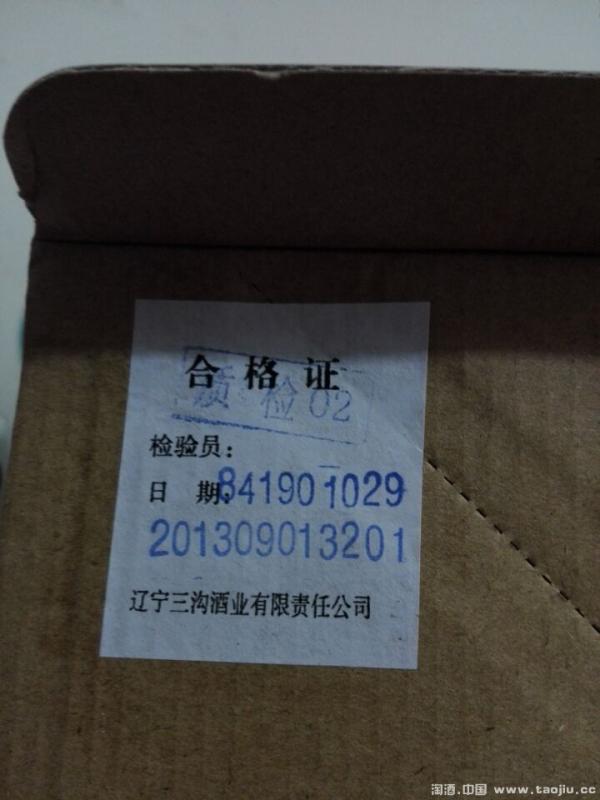 合格证
质检02
检验员:
日期:841901029
201309013201
辽宁三沟酒业有限责任公司
淘酒.中国 www.taojiu.cc